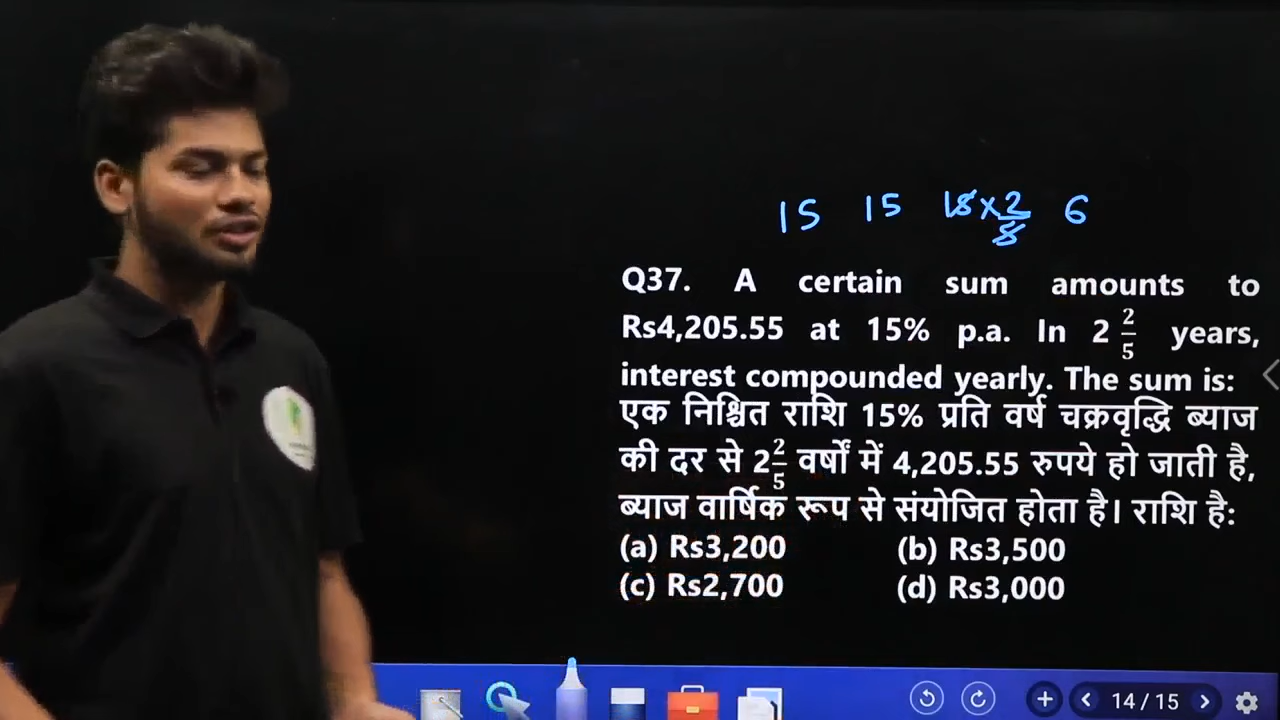 15 15 15×2/5 6
Q37. A certain sum amounts to
Rs4,205.55 at 15% p.a. In 2 2/5 years,
interest compounded yearly. The sum is:
एक निश्चित राशि 15% प्रति वर्ष चक्रवृद्धि ब्याज
की दर से 2 2/5 वर्षों में 4,205.55 रुपये हो जाती है,
ब्याज वार्षिक रूप से संयोजित होता है। राशि है:
(a) Rs3,200 (b) Rs3,500
(c) Rs2,700 (d) Rs3,000
14 / 15